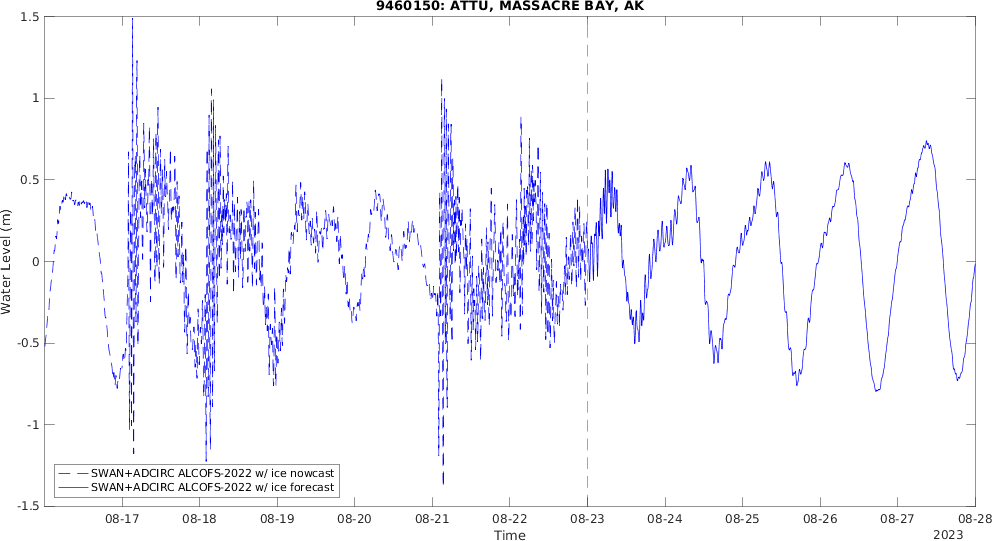 9460150: ATTU, MASSACRE BAY, AK
1.5
1
0.5
0
-0.5
-1
-1.5
Water Level (m)
SWAN+ADCIRC ALCOFS-2022 w/ ice nowcast
SWAN+ADCIRC ALCOFS-2022 w/ ice forecast
08-17 08-18 08-19 08-20 08-21 08-22 08-23 08-24 08-25 08-26 08-27 08-28
Time
2023